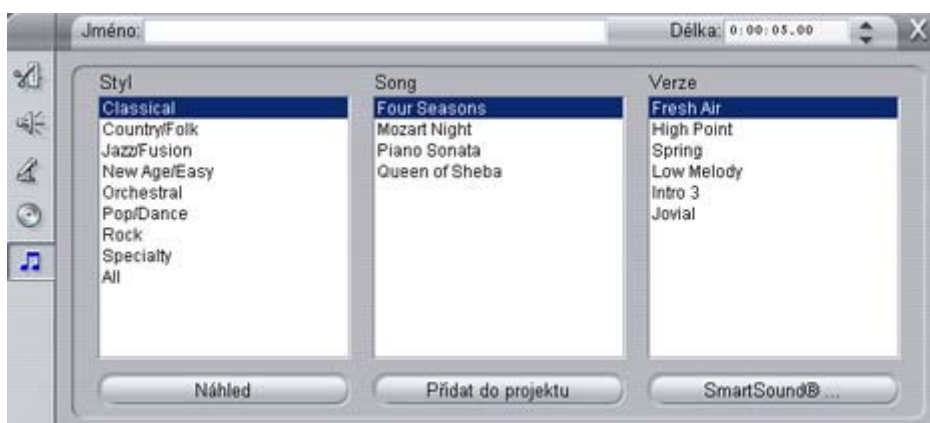 Jméno:
Délka: 0:00:05.00
X
Styl
Classical
Country/Folk
Jazz/Fusion
New Age/Easy
Orchestral
Pop/Dance
Rock
Specialty
All
Song
Four Seasons
Mozart Night
Piano Sonata
Queen of Sheba
Verze
Fresh Air
High Point
Spring
Low Melody
Intro 3
Jovial
Náhled
Přidat do projektu
SmartSound® ...